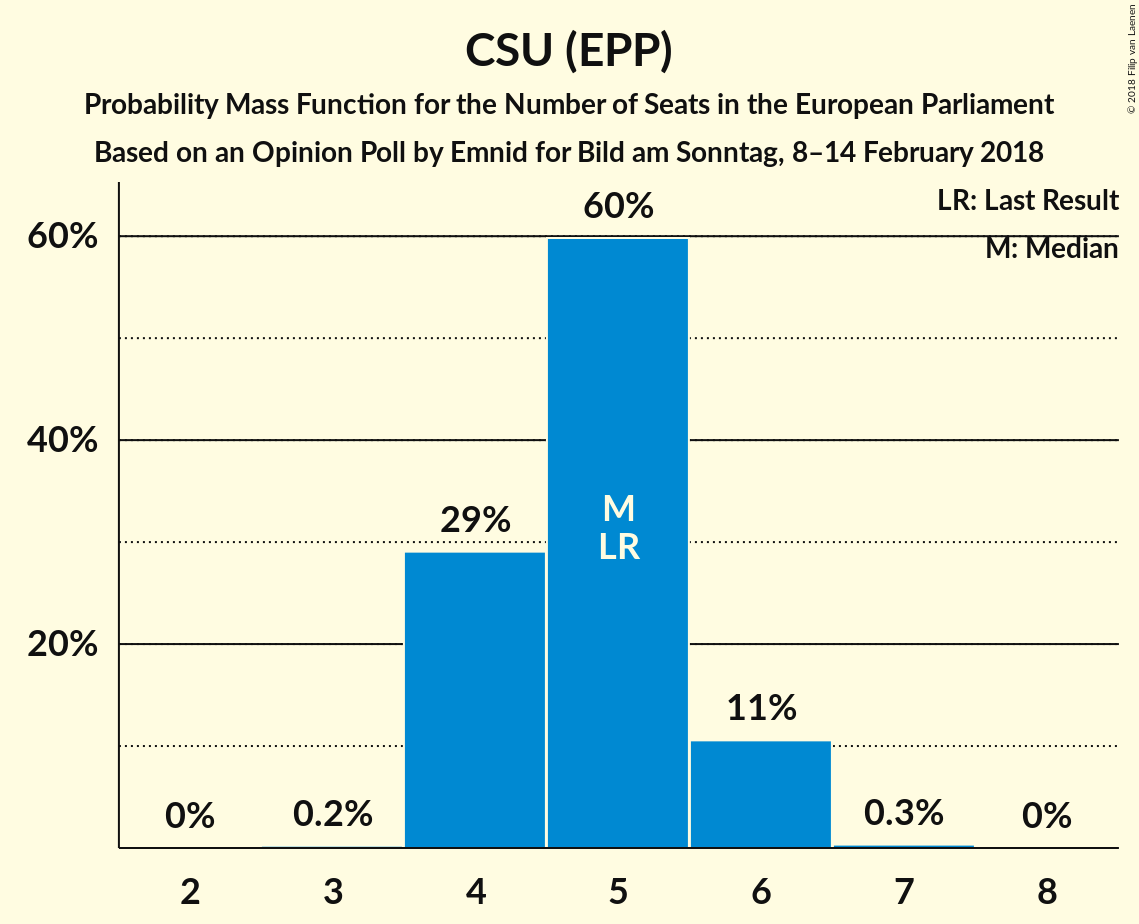 CSU (EPP)
Probability Mass Function for the Number of Seats in the European Parliament
Based on an Opinion Poll by Emnid for Bild am Sonntag, 8–14 February 2018
© 2018 Filip van Laenen
LR: Last Result
M: Median
60%
40%
20%
0%
0.2%
29%
60%
M
LR
11%
0.3%
0%
2
3
4
5
6
7
8